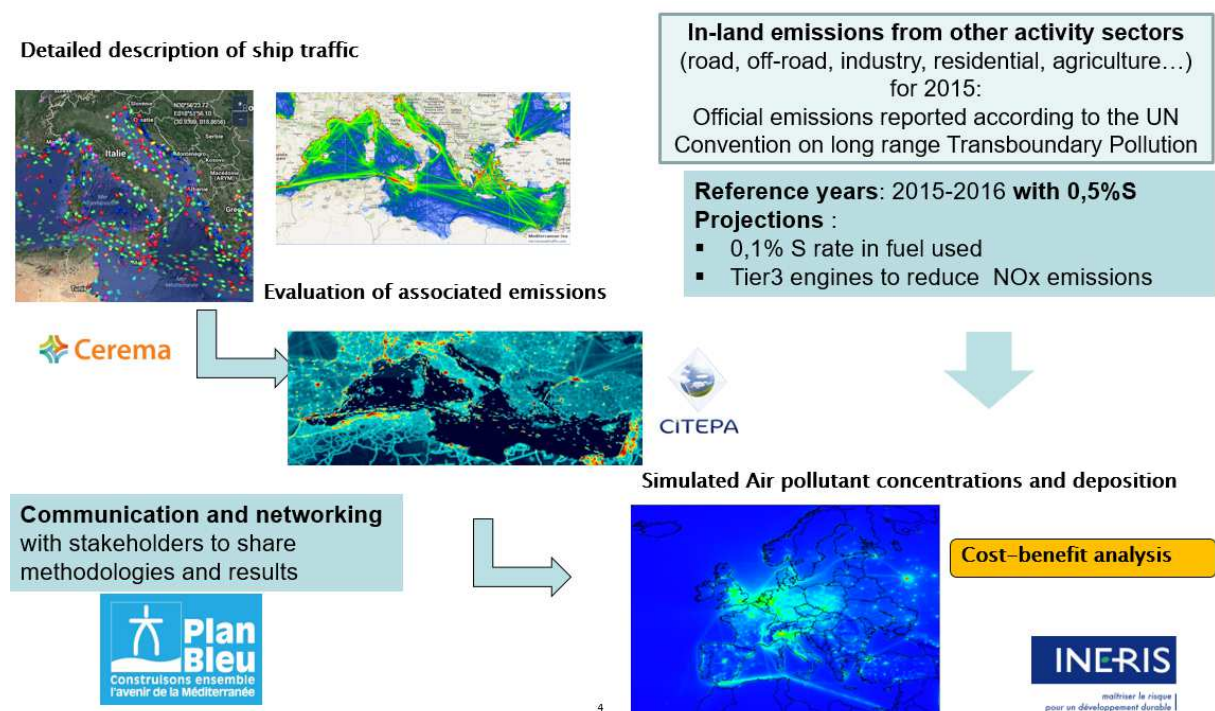 Detailed description of ship traffic
Italie
Evaluation of associated emissions
Cerema
In-land emissions from other activity sectors
(road, off-road, industry, residential, agriculture…)
for 2015:
Official emissions reported according to the UN
Convention on long range Transboundary Pollution
Reference years: 2015-2016 with 0,5%S
Projections :
▪ 0,1% S rate in fuel used
▪ Tier3 engines to reduce NOx emissions
CiTEPA
Simulated Air pollutant concentrations and deposition
Communication and networking
with stakeholders to share
methodologies and results
Cost–benefit analysis
Plan
Bleu
Construisons ensemble
l'avenir de la Méditerranée
INERIS
maîtriser le risque
pour un développement durable
4